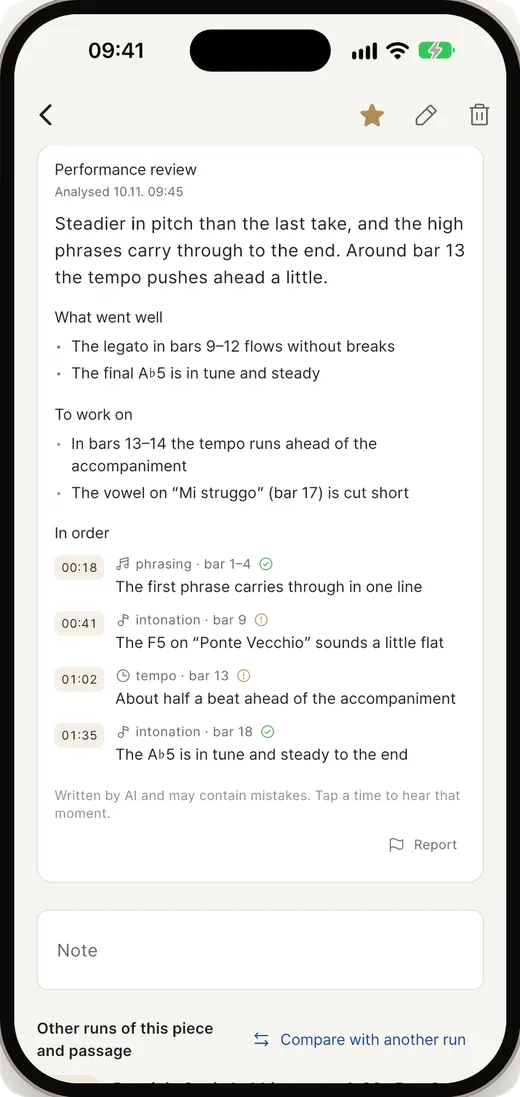 09:41
Performance review
Analysed 10.11. 09:45
Steadier in pitch than the last take, and the high
phrases carry through to the end. Around bar 13
the tempo pushes ahead a little.
What went well
• The legato in bars 9–12 flows without breaks
• The final A♭5 is in tune and steady
To work on
• In bars 13–14 the tempo runs ahead of the
accompaniment
• The vowel on “Mi struggo” (bar 17) is cut short
In order
00:18 phrasing · bar 1–4
The first phrase carries through in one line
00:41 intonation · bar 9
The F5 on “Ponte Vecchio” sounds a little flat
01:02 tempo · bar 13
About half a beat ahead of the accompaniment
01:35 intonation · bar 18
The A♭5 is in tune and steady to the end
Written by AI and may contain mistakes. Tap a time to hear that
moment.
Report
Note
Other runs of this piece
and passage
Compare with another run